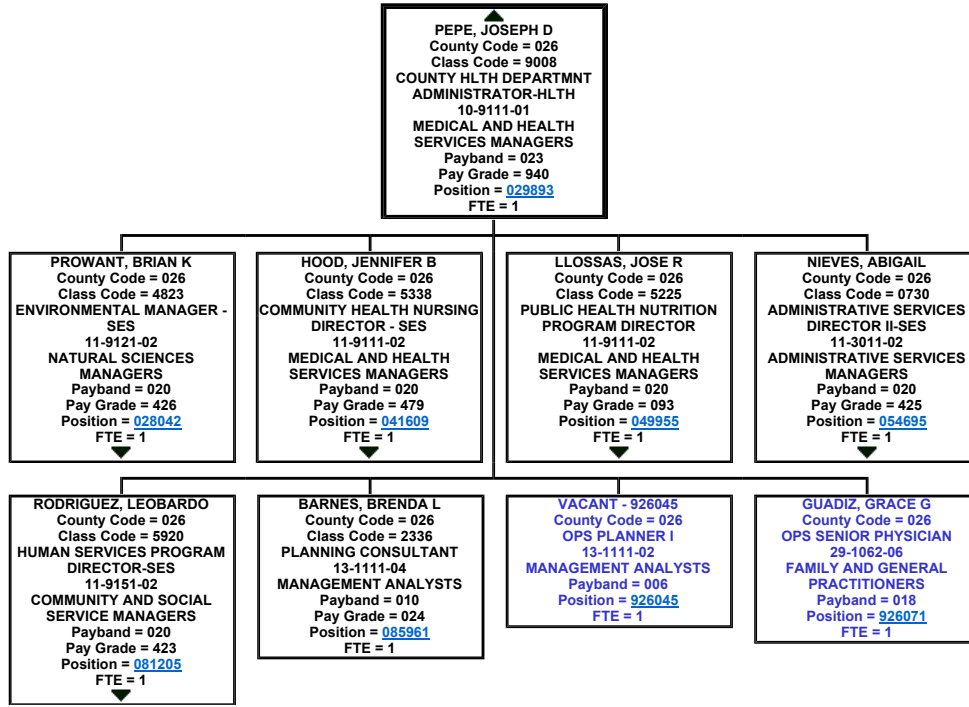 PEPE, JOSEPH D
County Code = 026
Class Code = 9008
COUNTY HLTH DEPARTMNT
ADMINISTRATOR-HLTH
10-9111-01
MEDICAL AND HEALTH
SERVICES MANAGERS
Payband = 023
Pay Grade = 940
Position = 029893
FTE = 1
PROWANT, BRIAN K
County Code = 026
Class Code = 4823
ENVIRONMENTAL MANAGER -
SES
11-9121-02
NATURAL SCIENCES
MANAGERS
Payband = 020
Pay Grade = 426
Position = 028042
FTE = 1
HOOD, JENNIFER B
County Code = 026
Class Code = 5338
COMMUNITY HEALTH NURSING
DIRECTOR - SES
11-9111-02
MEDICAL AND HEALTH
SERVICES MANAGERS
Payband = 020
Pay Grade = 479
Position = 041609
FTE = 1
LLOSSAS, JOSE R
County Code = 026
Class Code = 5225
PUBLIC HEALTH NUTRITION
PROGRAM DIRECTOR
11-9111-02
MEDICAL AND HEALTH
SERVICES MANAGERS
Payband = 020
Pay Grade = 093
Position = 049955
FTE = 1
NIEVES, ABIGAIL
County Code = 026
Class Code = 0730
ADMINISTRATIVE SERVICES
DIRECTOR II-SES
11-3011-02
ADMINISTRATIVE SERVICES
MANAGERS
Payband = 020
Pay Grade = 425
Position = 054695
FTE = 1
RODRIGUEZ, LEOBARDO
County Code = 026
Class Code = 5920
HUMAN SERVICES PROGRAM
DIRECTOR-SES
11-9151-02
COMMUNITY AND SOCIAL
SERVICE MANAGERS
Payband = 020
Pay Grade = 423
Position = 081205
FTE = 1
BARNES, BRENDA L
County Code = 026
Class Code = 2336
PLANNING CONSULTANT
13-1111-04
MANAGEMENT ANALYSTS
Payband = 010
Pay Grade = 024
Position = 085961
FTE = 1
VACANT - 926045
County Code = 026
OPS PLANNER I
13-1111-02
MANAGEMENT ANALYSTS
Payband = 006
Position = 926045
FTE = 1
GUADIZ, GRACE G
County Code = 026
OPS SENIOR PHYSICIAN
29-1062-06
FAMILY AND GENERAL
PRACTITIONERS
Payband = 018
Position = 926071
FTE = 1